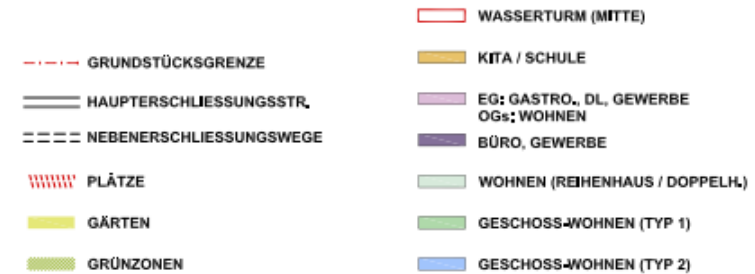 GRUNDSTÜCKSGRENZE
HAUPTERSCHLIESSUNGSSTR.
NEBENERSCHLIESSUNGSWEGE
PLÄTZE
GÄRTEN
GRÜNZONEN
WASSERTURM (MITTE)
KITA / SCHULE
EG: GASTRO., DL, GEWERBE
OGs: WOHNEN
BÜRO, GEWERBE
WOHNEN (REIHENHAUS / DOPPELH.)
GESCHOSS-WOHNEN (TYP 1)
GESCHOSS-WOHNEN (TYP 2)